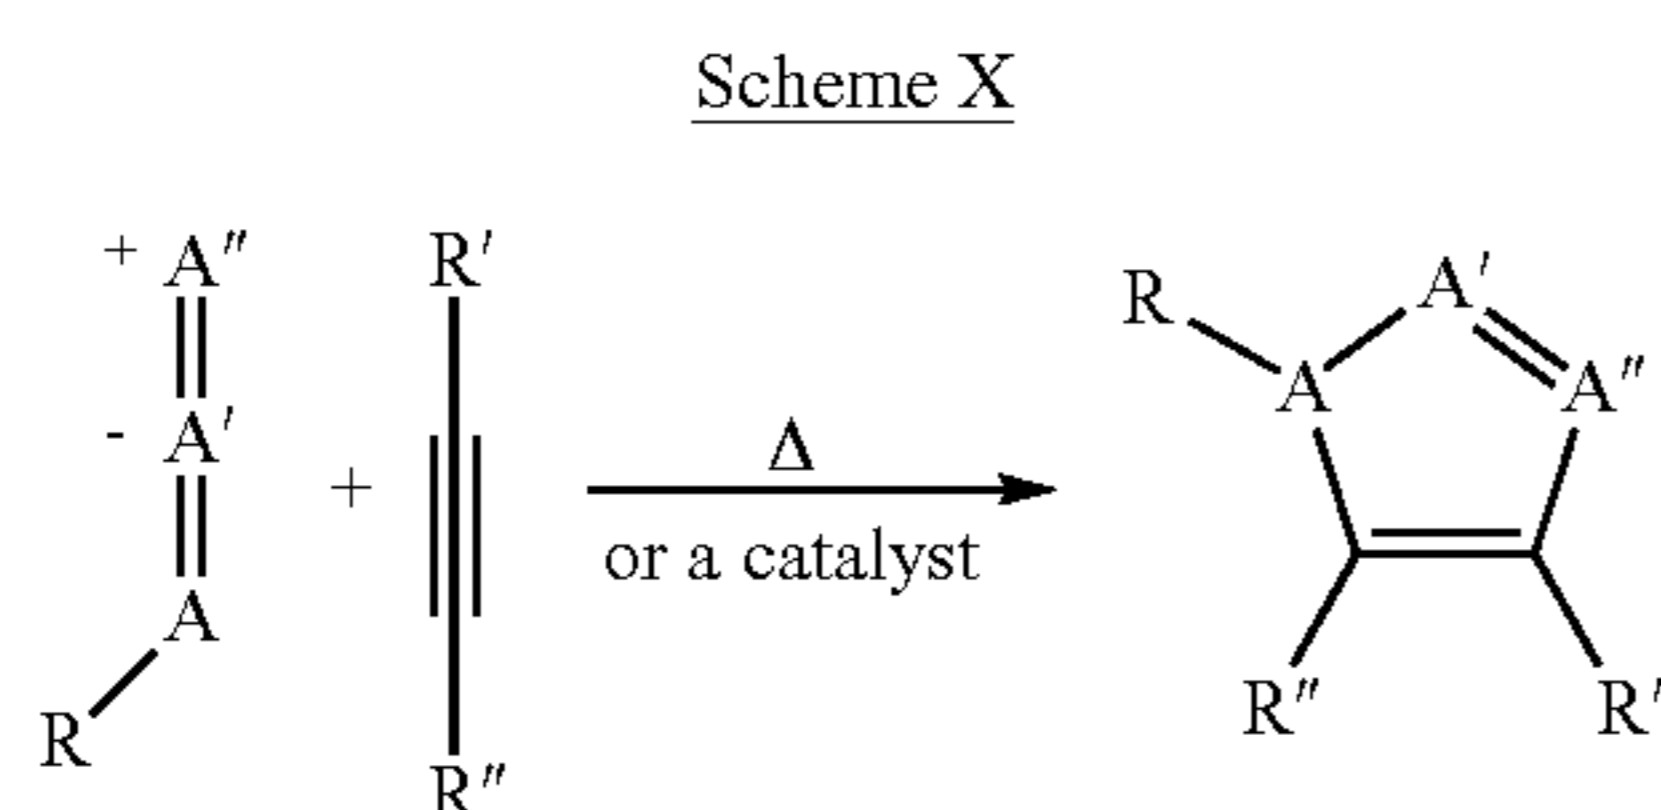 Scheme X
+ A″ R′
- A′ + Δ
or a catalyst
A
R R″
R A′
A A″
R″ R′